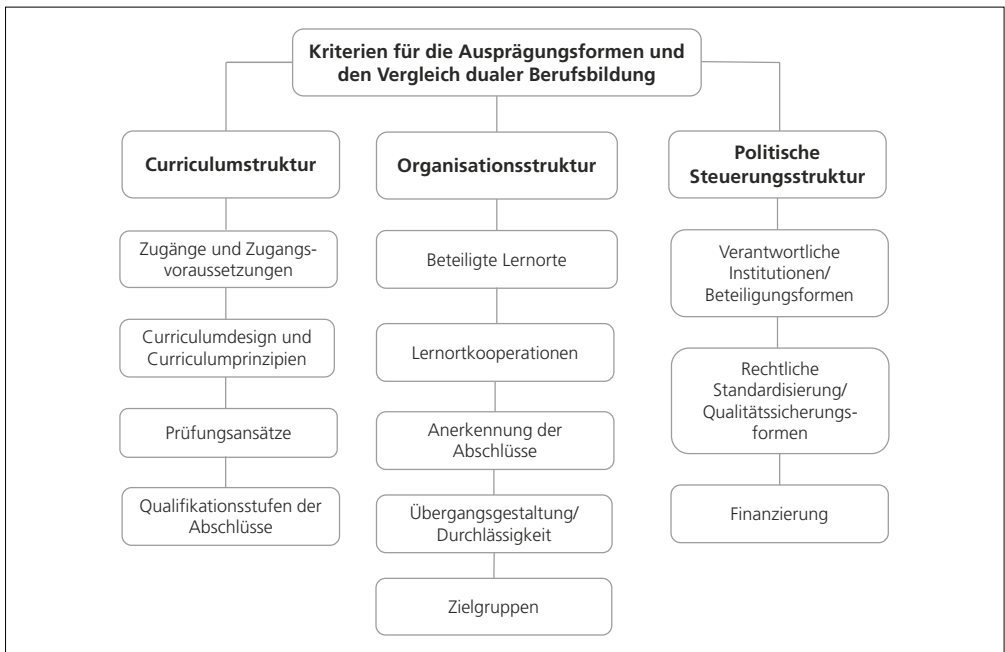 Kriterien für die Ausprägungsformen und
den Vergleich dualer Berufsbildung
Curriculumstruktur
Zugänge und Zugangs-
voraussetzungen
Curriculumdesign und
Curriculumprinzipien
Prüfungsansätze
Qualifikationsstufen der
Abschlüsse
Organisationsstruktur
Beteiligte Lernorte
Lernortkooperationen
Anerkennung der
Abschlüsse
Übergangsgestaltung/
Durchlässigkeit
Zielgruppen
Politische
Steuerungsstruktur
Verantwortliche
Institutionen/
Beteiligungsformen
Rechtliche
Standardisierung/
Qualitätssicherungs-
formen
Finanzierung